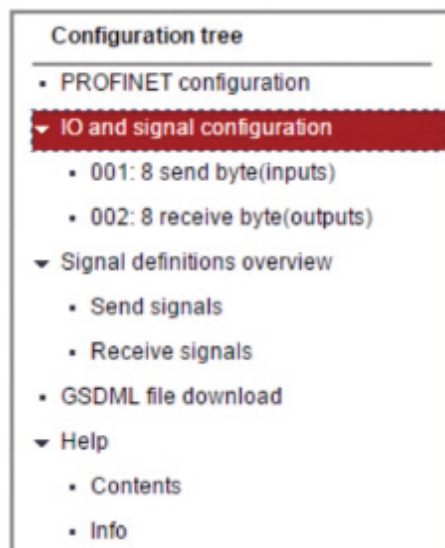 Configuration tree
PROFINET configuration
IO and signal configuration
001: 8 send byte(inputs)
002: 8 receive byte(outputs)
Signal definitions overview
Send signals
Receive signals
GSDML file download
Help
Contents
Info